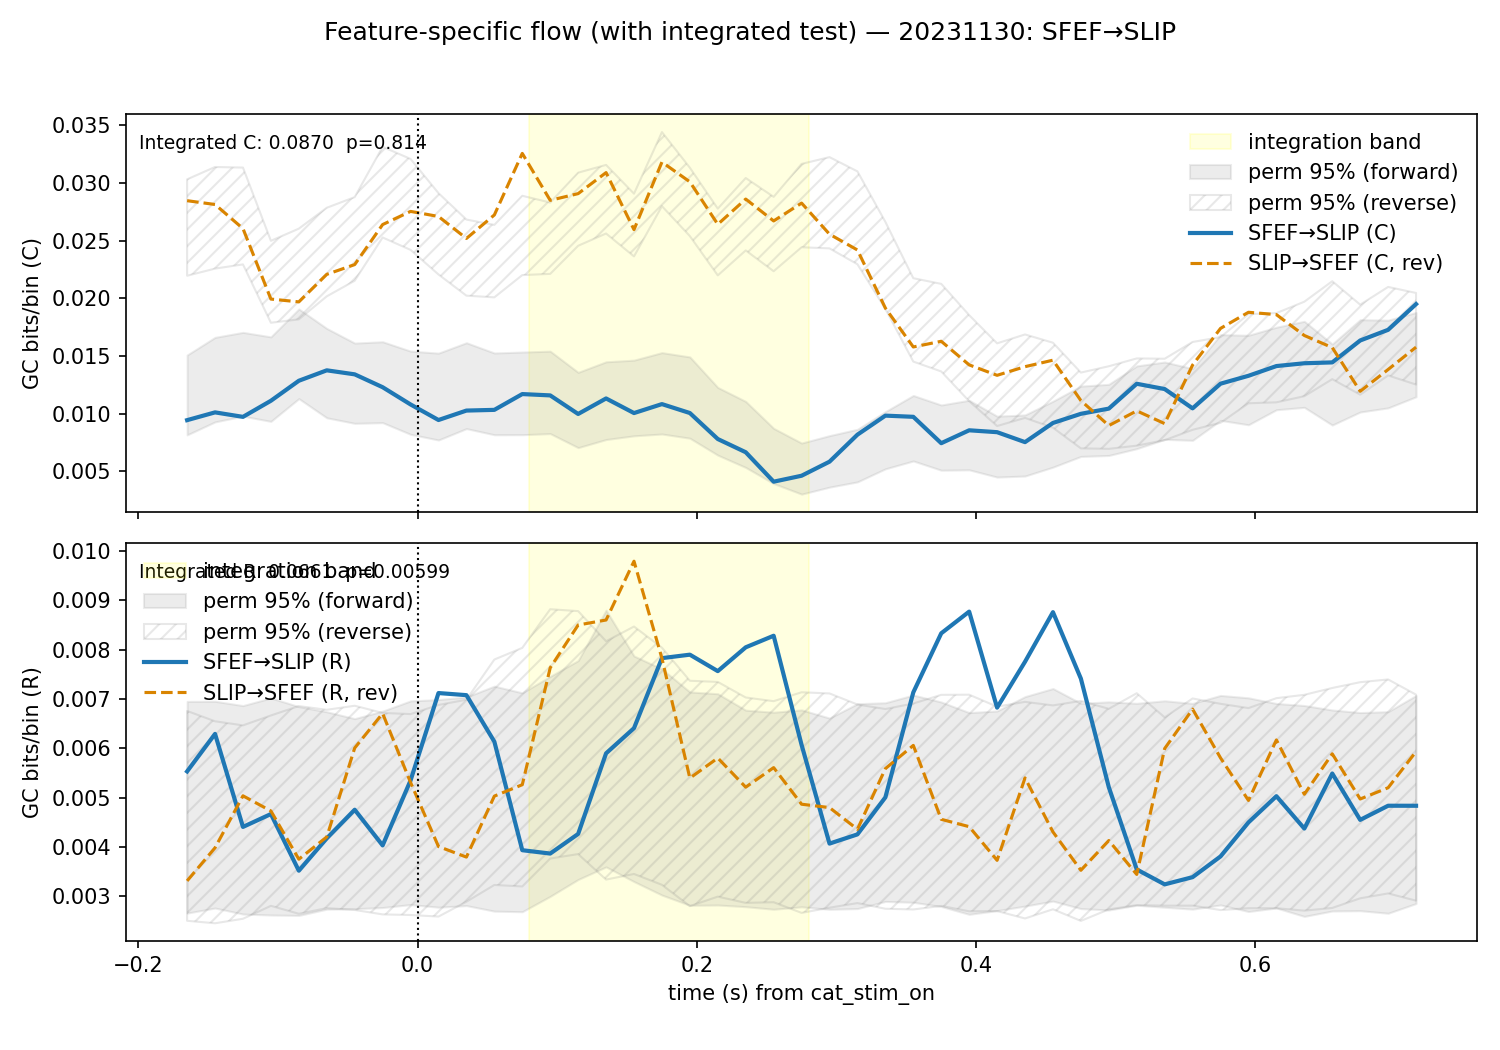 Feature-specific flow (with integrated test) — 20231130: SFEF→SLIP
Integrated C: 0.0870  p=0.814
integration band
perm 95% (forward)
perm 95% (reverse)
SFEF→SLIP (C)
SLIP→SFEF (C, rev)
GC bits/bin (C)
0.035
0.030
0.025
0.020
0.015
0.010
0.005
Integrated R: 0.0661  p=0.00599
integration band
perm 95% (forward)
perm 95% (reverse)
SFEF→SLIP (R)
SLIP→SFEF (R, rev)
GC bits/bin (R)
0.010
0.009
0.008
0.007
0.006
0.005
0.004
0.003
−0.2
0.0
0.2
0.4
0.6
time (s) from cat_stim_on